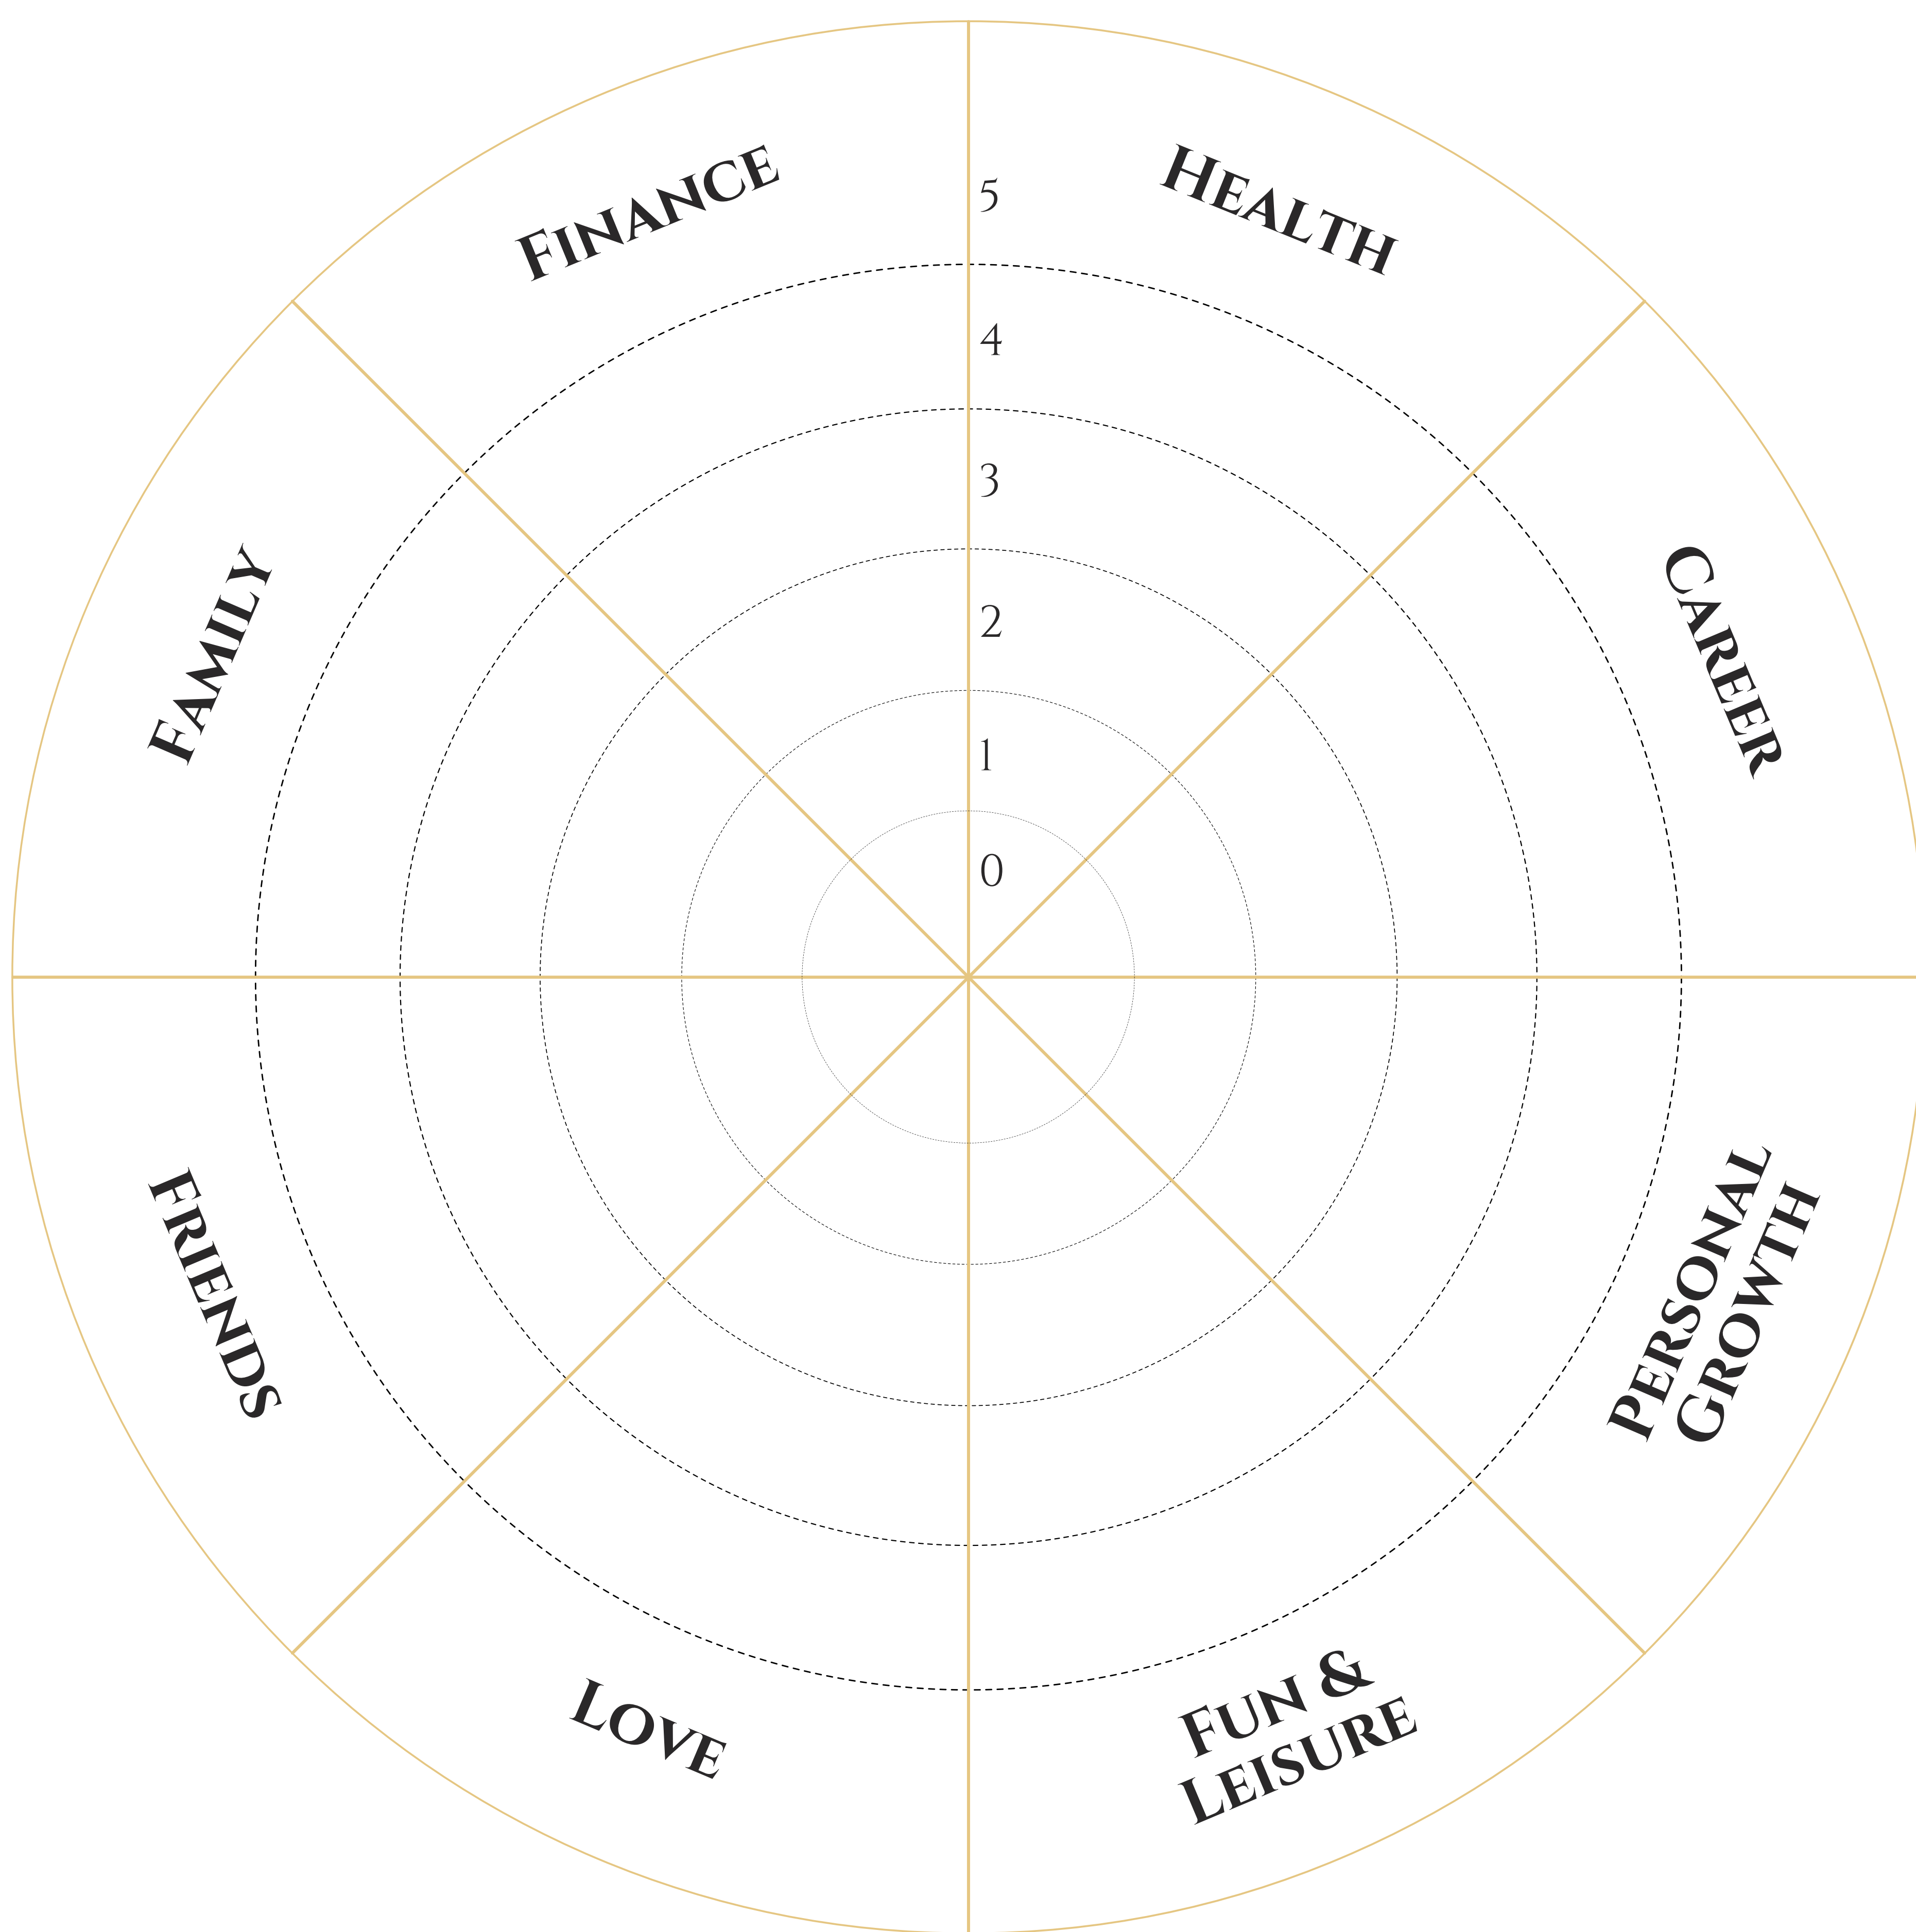 FINANCE
HEALTH
5
4
3
2
1
0
FAMILY
CAREER
FRIENDS
PERSONAL
GROWTH
LOVE
FUN &
LEISURE